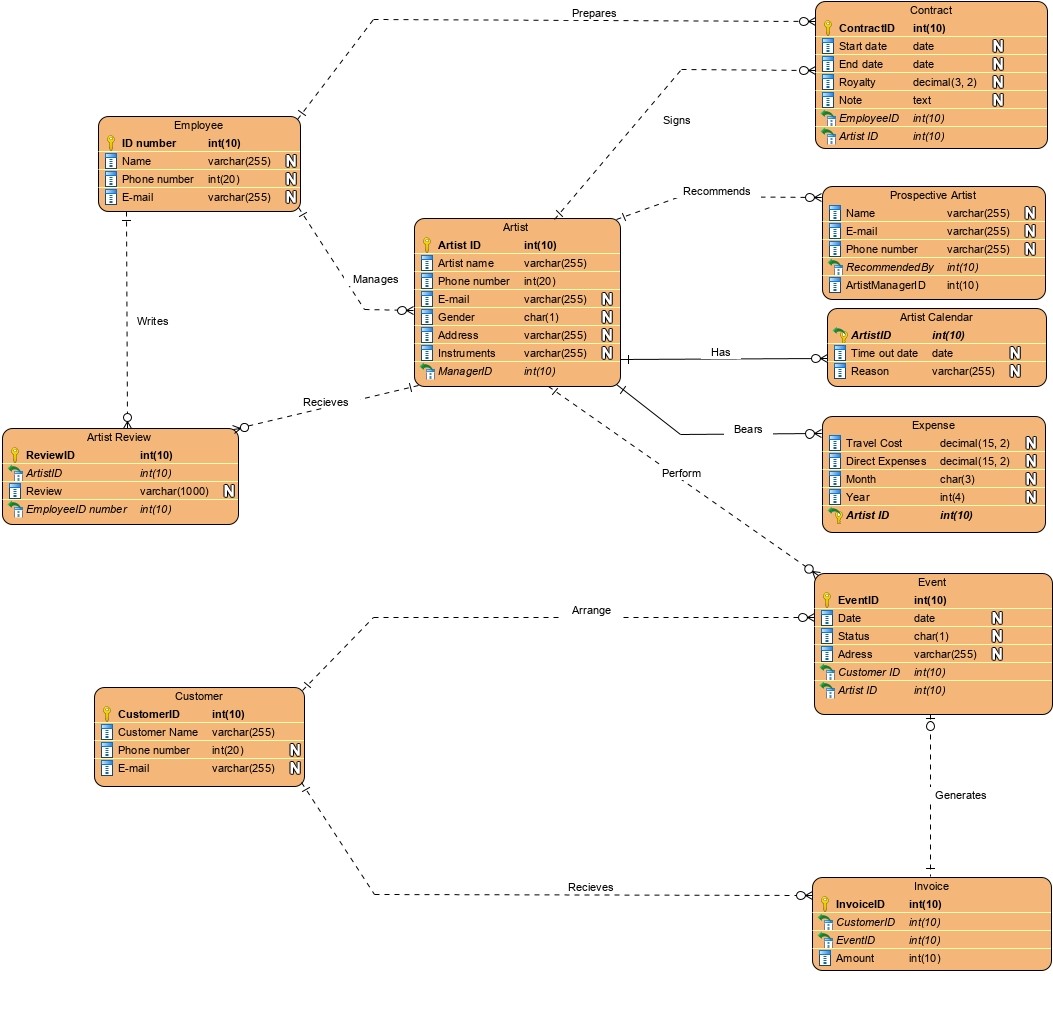 Prepares
Contract
ContractID int(10)
Start date date N
End date date N
Royalty decimal(3, 2) N
Note text N
EmployeeID int(10)
Artist ID int(10)
Signs
Employee
ID number int(10)
Name varchar(255) N
Phone number int(20) N
E-mail varchar(255) N
Recommends
Prospective Artist
Name varchar(255) N
E-mail varchar(255) N
Phone number varchar(255) N
RecommendedBy int(10)
ArtistManagerID int(10)
Artist
Artist ID int(10)
Artist name varchar(255)
Phone number int(20)
E-mail varchar(255) N
Gender char(1) N
Address varchar(255) N
Instruments varchar(255) N
ManagerID int(10)
Manages
Writes
Artist Calendar
ArtistID int(10)
Time out date date N
Reason varchar(255) N
Has
Recieves
Bears
Expense
Travel Cost decimal(15, 2) N
Direct Expenses decimal(15, 2) N
Month char(3) N
Year int(4) N
Artist ID int(10)
Artist Review
ReviewID int(10)
ArtistID int(10)
Review varchar(1000) N
EmployeeID number int(10)
Perform
Event
EventID int(10)
Date date N
Status char(1) N
Adress varchar(255) N
Customer ID int(10)
Artist ID int(10)
Arrange
Customer
CustomerID int(10)
Customer Name varchar(255)
Phone number int(20) N
E-mail varchar(255) N
Generates
Recieves
Invoice
InvoiceID int(10)
CustomerID int(10)
EventID int(10)
Amount int(10)